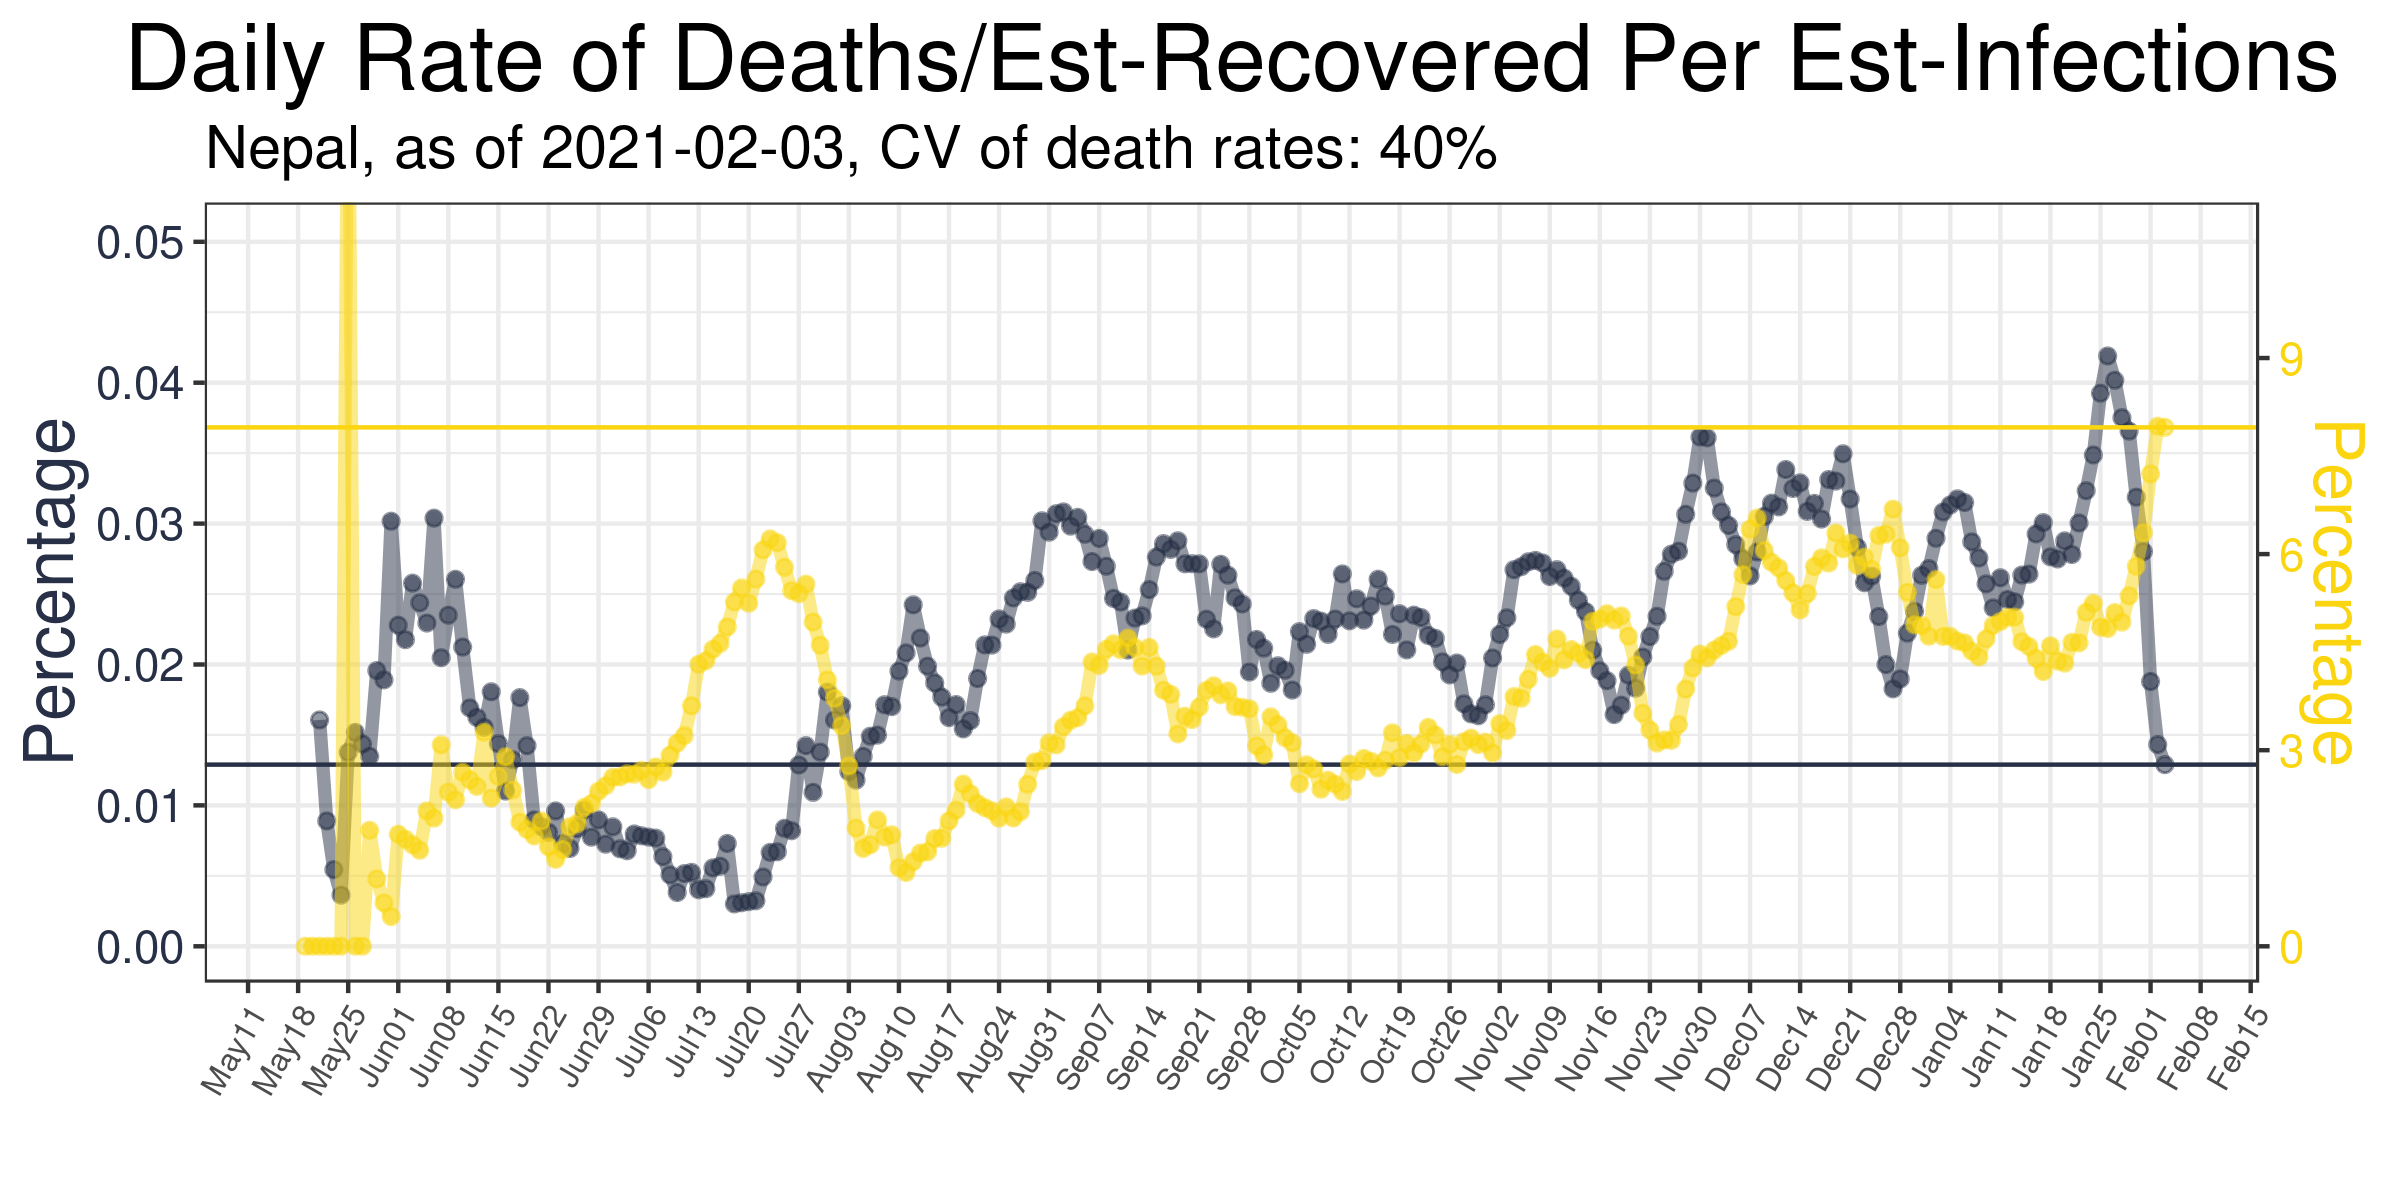 Daily Rate of Deaths/Est-Recovered Per Est-Infections
Nepal, as of 2021-02-03, CV of death rates: 40%
Percentage
0.05
0.04
0.03
0.02
0.01
0.00
9
6
3
0
Percentage
May11
May18
May25
Jun01
Jun08
Jun15
Jun22
Jun29
Jul06
Jul13
Jul20
Jul27
Aug03
Aug10
Aug17
Aug24
Aug31
Sep07
Sep14
Sep21
Sep28
Oct05
Oct12
Oct19
Oct26
Nov02
Nov09
Nov16
Nov23
Nov30
Dec07
Dec14
Dec21
Dec28
Jan04
Jan11
Jan18
Jan25
Feb01
Feb08
Feb15